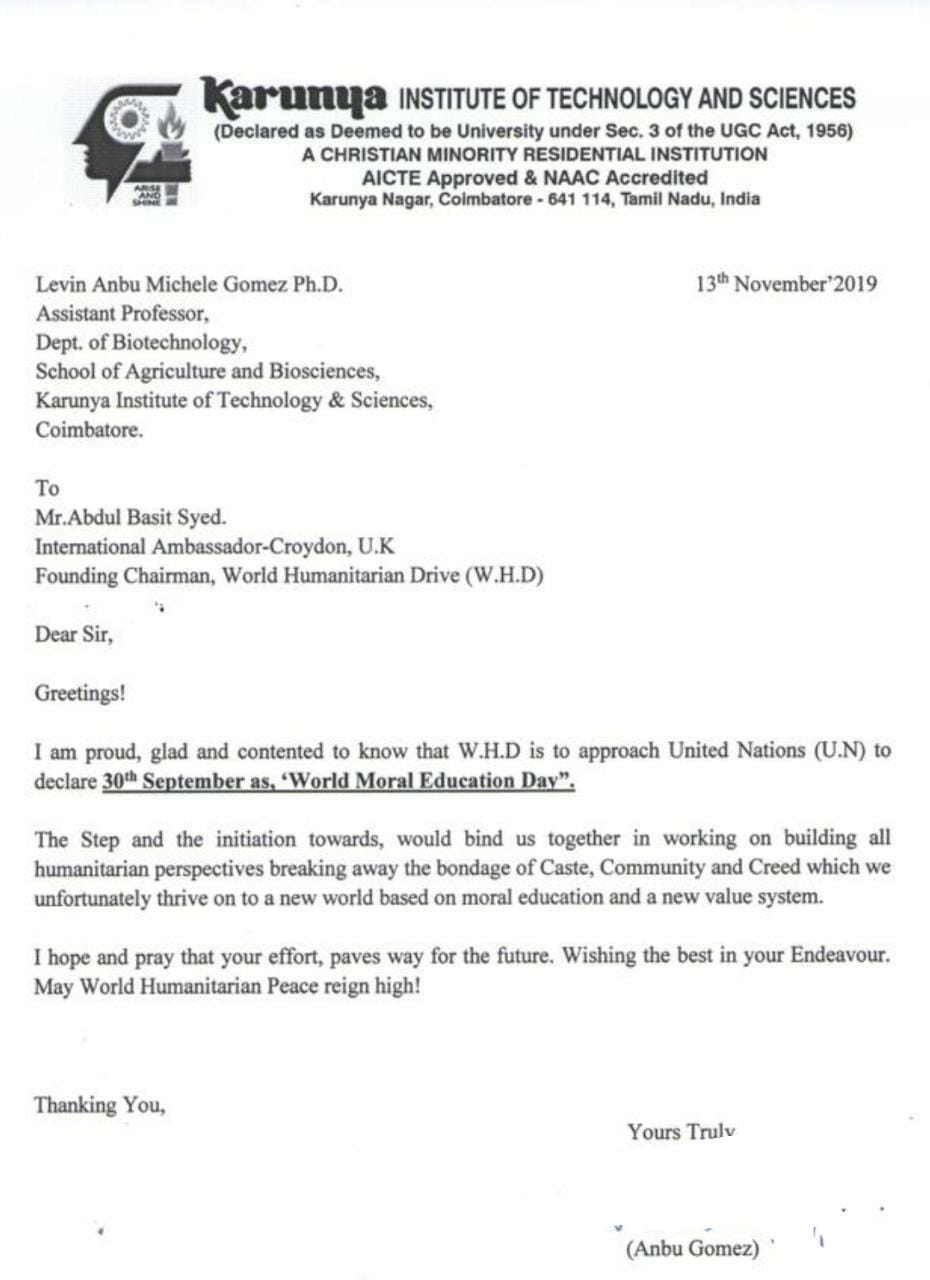 Karunya INSTITUTE OF TECHNOLOGY AND SCIENCES
(Declared as Deemed to be University under Sec. 3 of the UGC Act, 1956)
A CHRISTIAN MINORITY RESIDENTIAL INSTITUTION
AICTE Approved & NAAC Accredited
Karunya Nagar, Coimbatore - 641 114, Tamil Nadu, India
ARISE
AND
SHINE
Levin Anbu Michele Gomez Ph.D. 13th November'2019
Assistant Professor,
Dept. of Biotechnology,
School of Agriculture and Biosciences,
Karunya Institute of Technology & Sciences,
Coimbatore.
To
Mr.Abdul Basit Syed.
International Ambassador-Croydon, U.K
Founding Chairman, World Humanitarian Drive (W.H.D)
Dear Sir,
Greetings!
I am proud, glad and contented to know that W.H.D is to approach United Nations (U.N) to
declare 30th September as, ‘World Moral Education Day”.
The Step and the initiation towards, would bind us together in working on building all
humanitarian perspectives breaking away the bondage of Caste, Community and Creed which we
unfortunately thrive on to a new world based on moral education and a new value system.
I hope and pray that your effort, paves way for the future. Wishing the best in your Endeavour.
May World Humanitarian Peace reign high!
Thanking You,
Yours Truly
(Anbu Gomez)